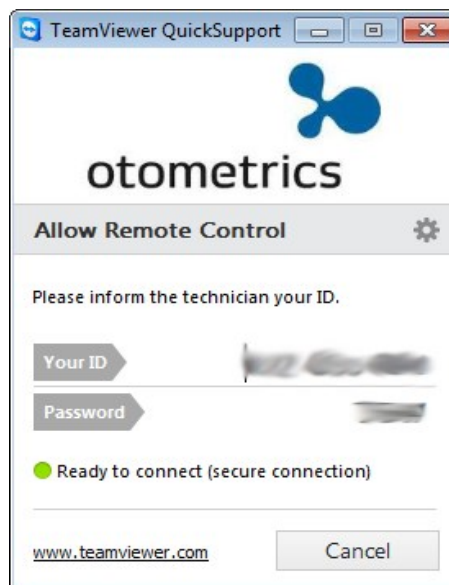 TeamViewer QuickSupport
otometrics
Allow Remote Control
Please inform the technician your ID.
Your ID
Password
Ready to connect (secure connection)
www.teamviewer.com
Cancel